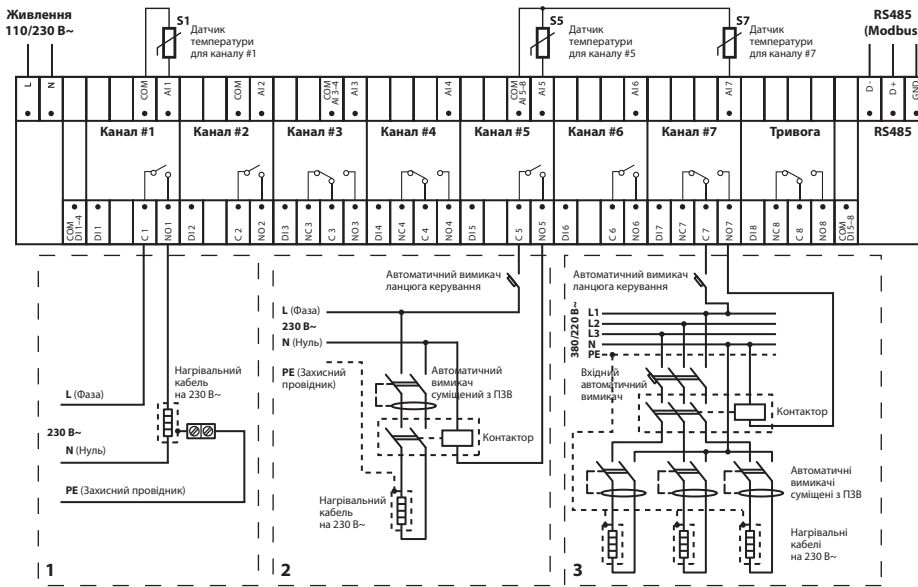 Живлення
110/230 В~
S1
Датчик
температури
для каналу #1
S5
Датчик
температури
для каналу #5
S7
Датчик
температури
для каналу #7
RS485
(Modbus
L
N
COM
AI 1
COM
AI 2
COM
AI 3–4
AI 3
AI 4
COM
AI 5–8
AI 5
AI 6
AI 7
D -
D +
GND
Канал #1
Канал #2
Канал #3
Канал #4
Канал #5
Канал #6
Канал #7
Тривога
RS485
COM
DI1–4
DI1
C 1
NO 1
DI2
C 2
NO2
DI3
NC3
C 3
NO3
DI4
NC4
C 4
NO4
DI5
C 5
NO5
DI6
C 6
NO6
DI7
NC7
C 7
NO7
DI8
NC8
C 8
NO8
COM
DI5–8
L (Фаза)
230 В~
N (Нуль)
PE (Захисний провідник)
Нагрівальний
кабель
на 230 В~
1
Автоматичний вимикач
ланцюга керування
L (Фаза)
230 В~
N (Нуль)
PE (Захисний
провідник)
Автоматичний
вимикач
суміщений з ПЗВ
Контактор
Нагрівальний
кабель
на 230 В~
2
Автоматичний вимикач
ланцюга керування
380/220 В~
L1
L2
L3
N
PE
Вхідний
автоматичний
вимикач
Контактор
Автоматичні
вимикачі
суміщені з ПЗВ
Нагрівальні
кабелі
на 230 В~
3